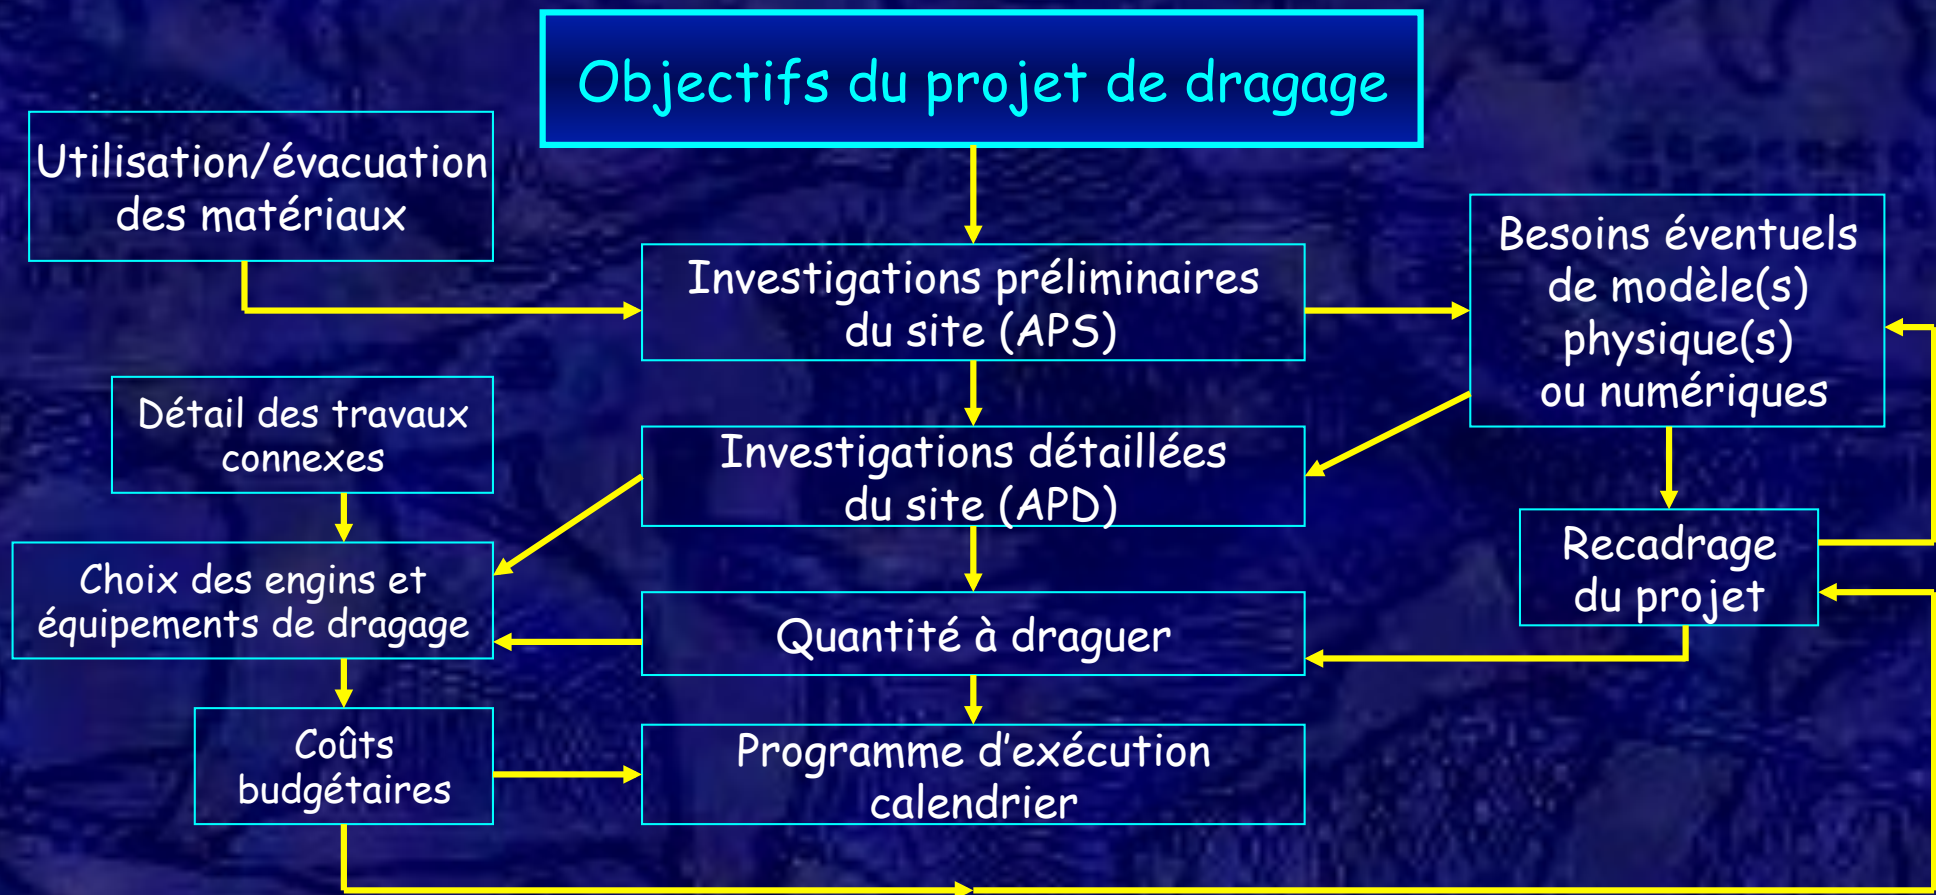 Objectifs du projet de dragage
Utilisation/évacuation
des matériaux
Investigations préliminaires
du site (APS)
Besoins éventuels
de modèle(s)
physique(s)
ou numériques
Détail des travaux
connexes
Investigations détaillées
du site (APD)
Recadrage
du projet
Choix des engins et
équipements de dragage
Quantité à draguer
Coûts
budgétaires
Programme d’exécution
calendrier